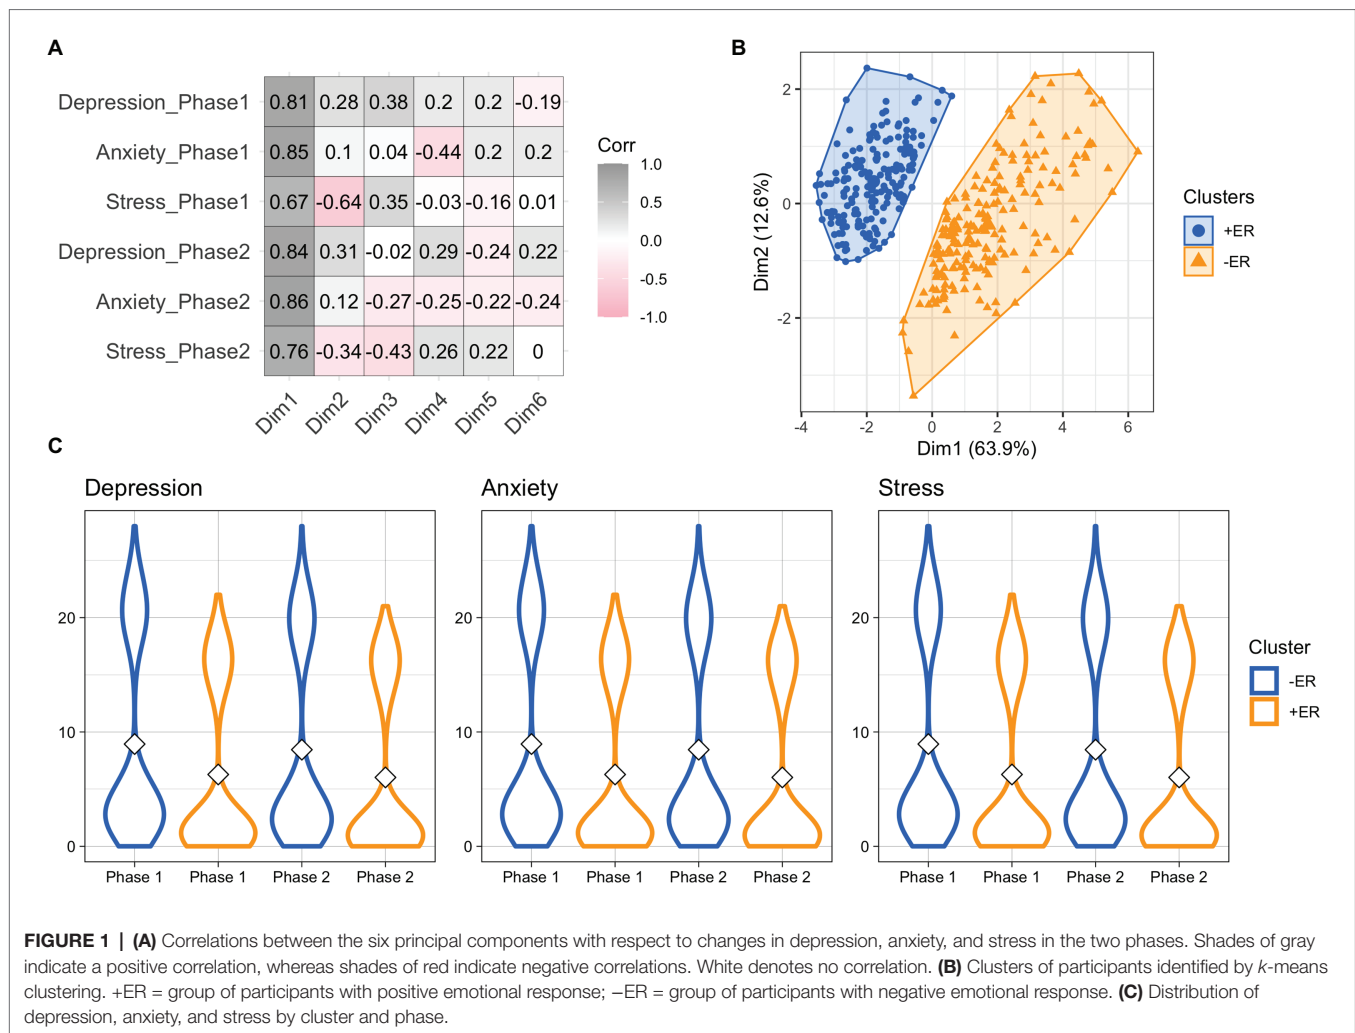 A
Depression_Phase1 0.81 0.28 0.38 0.2 0.2 -0.19
Anxiety_Phase1 0.85 0.1 0.04 -0.44 0.2 0.2
Stress_Phase1 0.67 -0.64 0.35 -0.03 -0.16 0.01
Depression_Phase2 0.84 0.31 -0.02 0.29 -0.24 0.22
Anxiety_Phase2 0.86 0.12 -0.27 -0.25 -0.22 -0.24
Stress_Phase2 0.76 -0.34 -0.43 0.26 0.22 0
Dim1 Dim2 Dim3 Dim4 Dim5 Dim6
Corr
1.0
0.5
0.0
-0.5
-1.0
B
Dim2 (12.6%)
2
0
-2
-4 -2 0 2 4 6
Dim1 (63.9%)
Clusters
+ER
-ER
C
Depression
20
10
0
Phase 1 Phase 1 Phase 2 Phase 2
Anxiety
20
10
0
Phase 1 Phase 1 Phase 2 Phase 2
Stress
20
10
0
Phase 1 Phase 1 Phase 2 Phase 2
Cluster
-ER
+ER
FIGURE 1 | (A) Correlations between the six principal components with respect to changes in depression, anxiety, and stress in the two phases. Shades of gray
indicate a positive correlation, whereas shades of red indicate negative correlations. White denotes no correlation. (B) Clusters of participants identified by k-means
clustering. +ER = group of participants with positive emotional response; −ER = group of participants with negative emotional response. (C) Distribution of
depression, anxiety, and stress by cluster and phase.